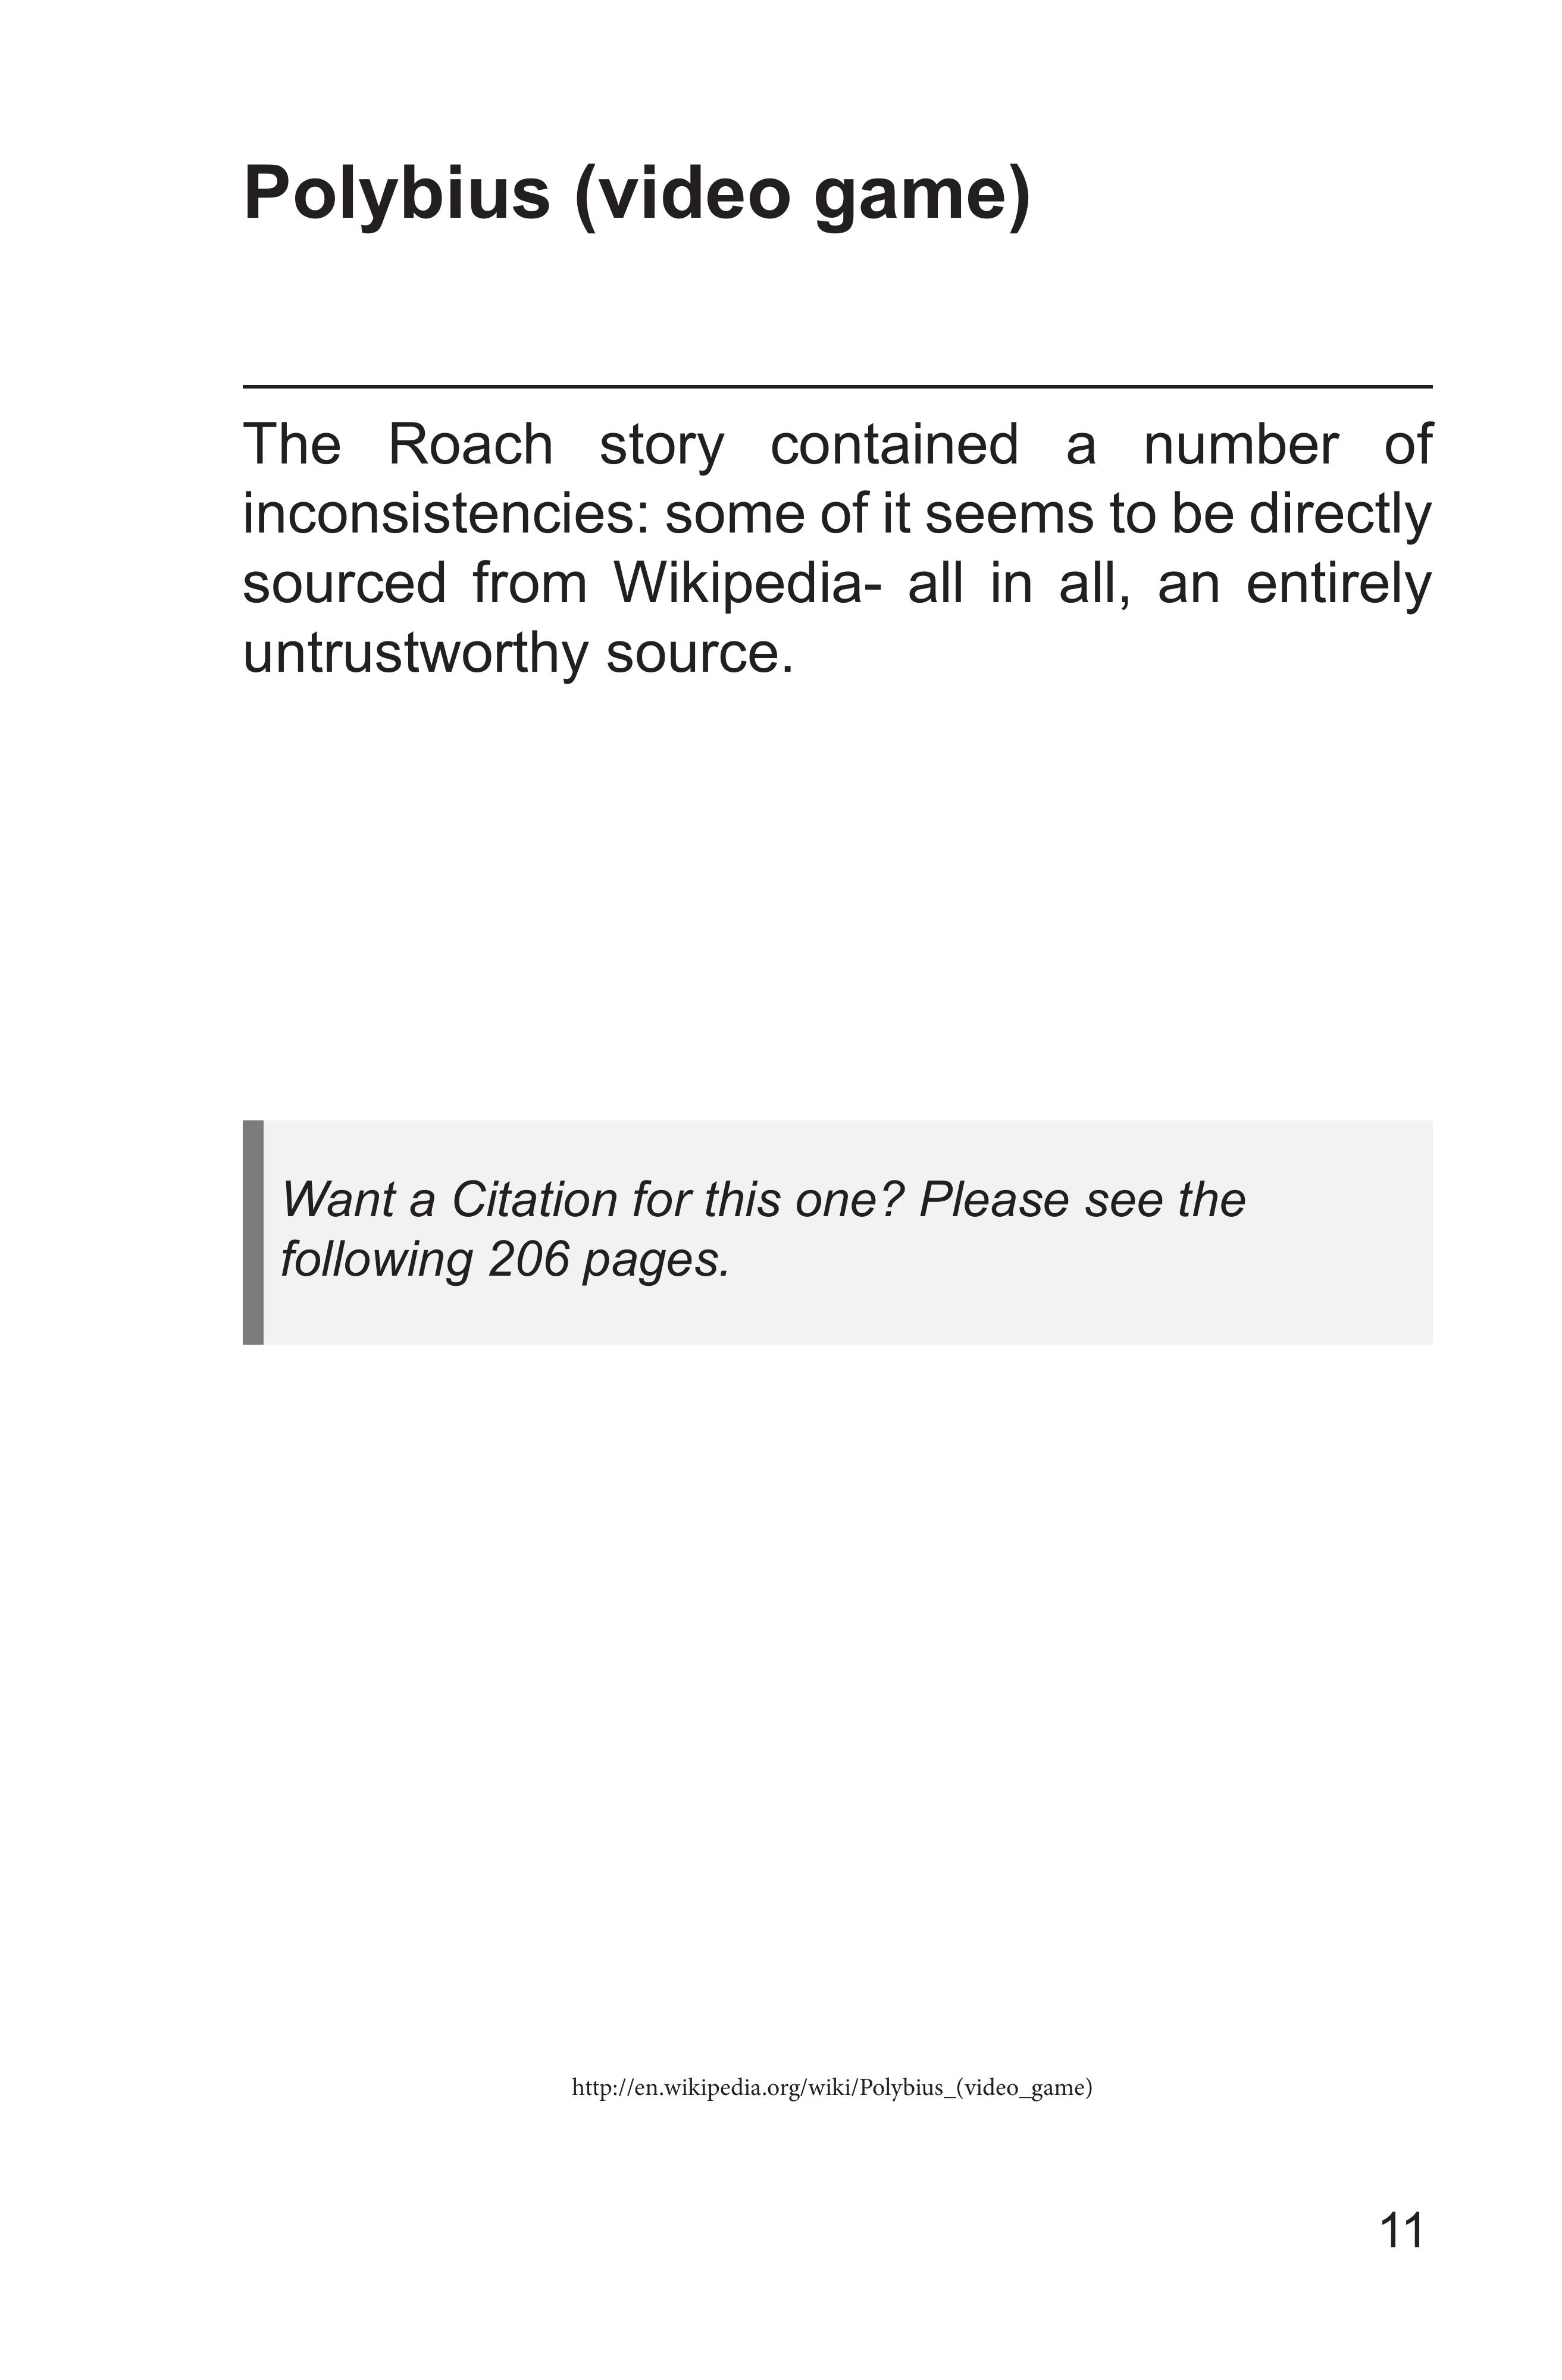 Polybius (video game)
The Roach story contained a number of
inconsistencies: some of it seems to be directly
sourced from Wikipedia- all in all, an entirely
untrustworthy source.
Want a Citation for this one? Please see the
following 206 pages.
http://en.wikipedia.org/wiki/Polybius_(video_game)
11